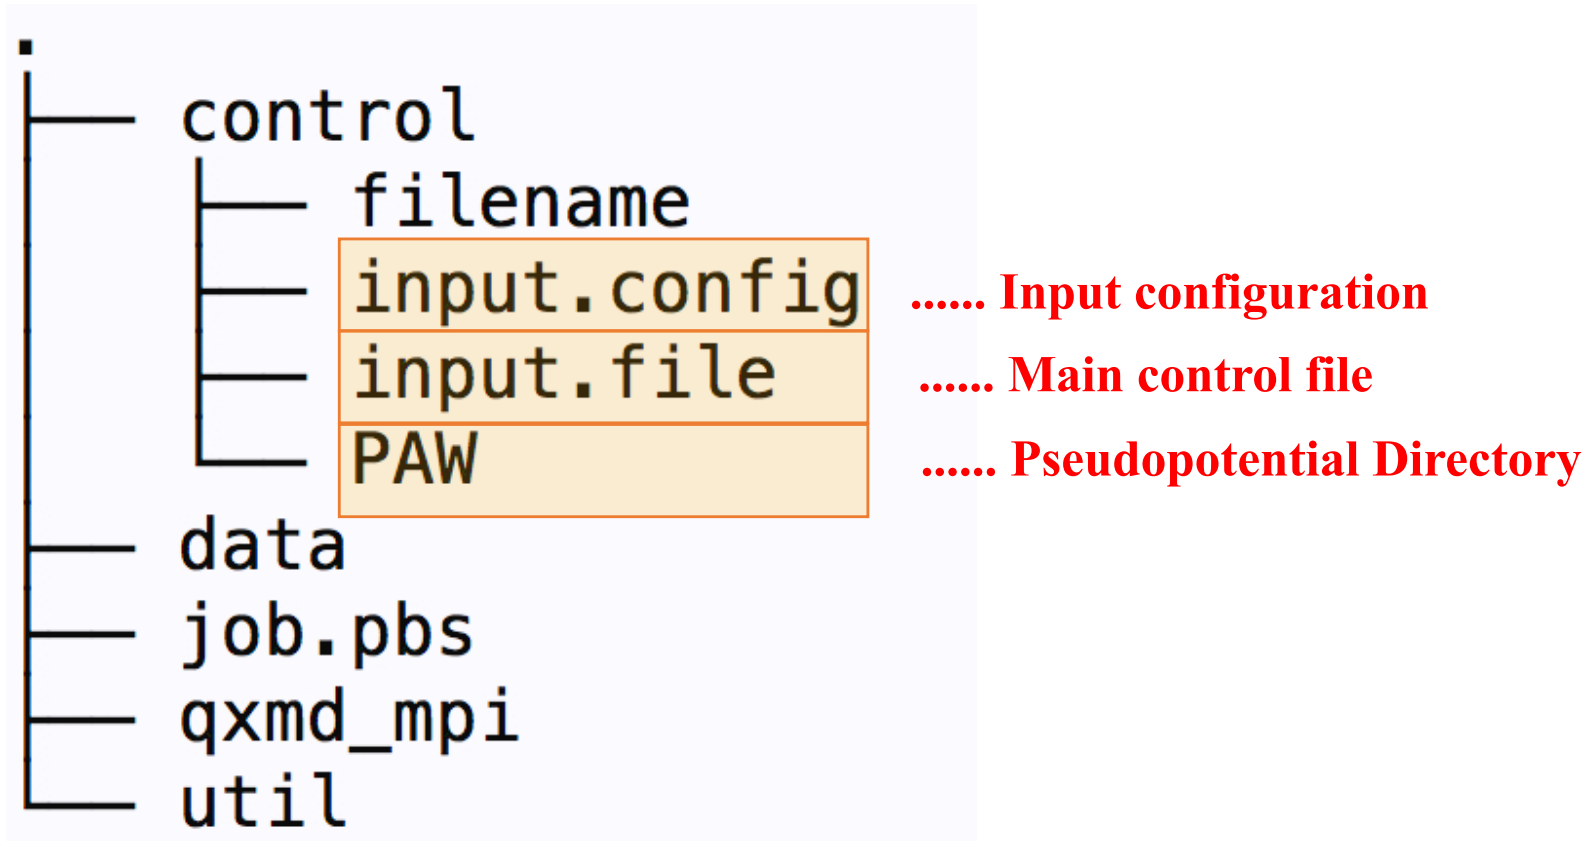 .
├── control
│   ├── filename
│   ├── input.config ...... Input configuration
│   ├── input.file ...... Main control file
│   └── PAW ...... Pseudopotential Directory
├── data
├── job.pbs
├── qxmd_mpi
└── util